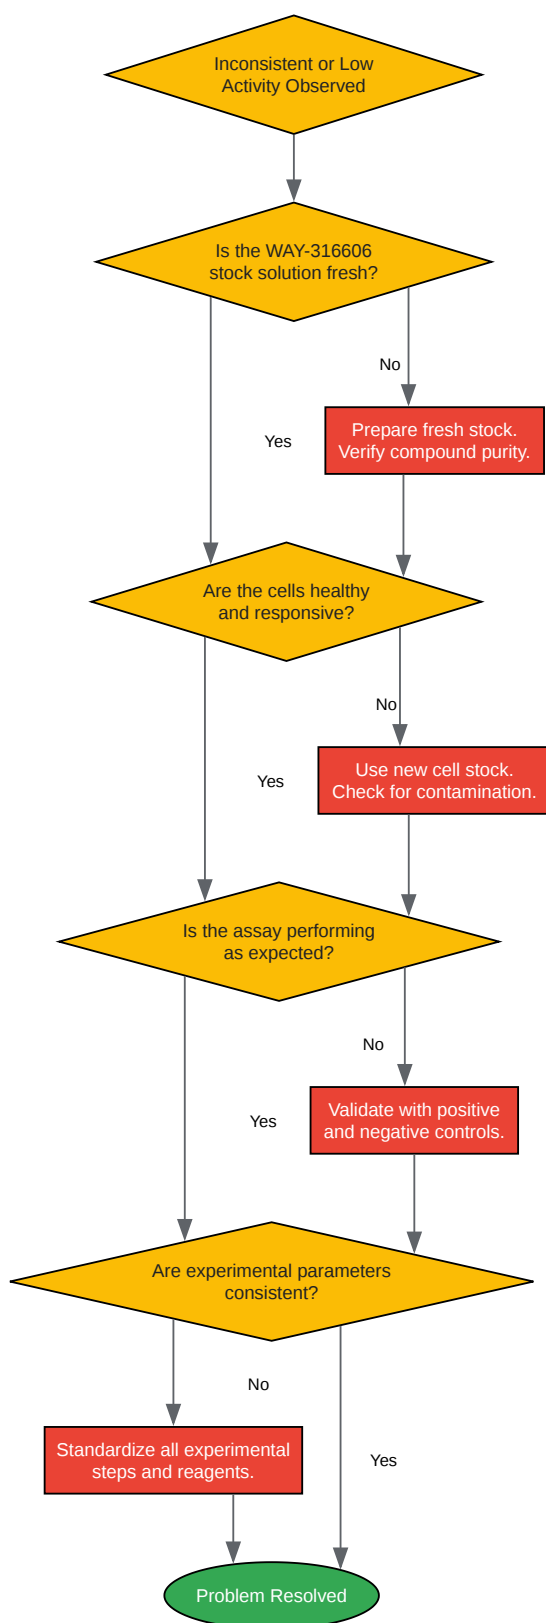 Inconsistent or Low
Activity Observed
Is the WAY-316606
stock solution fresh?
No
Yes
Prepare fresh stock.
Verify compound purity.
Are the cells healthy
and responsive?
No
Yes
Use new cell stock.
Check for contamination.
Is the assay performing
as expected?
No
Yes
Validate with positive
and negative controls.
Are experimental parameters
consistent?
No
Standardize all experimental
steps and reagents.
Yes
Problem Resolved